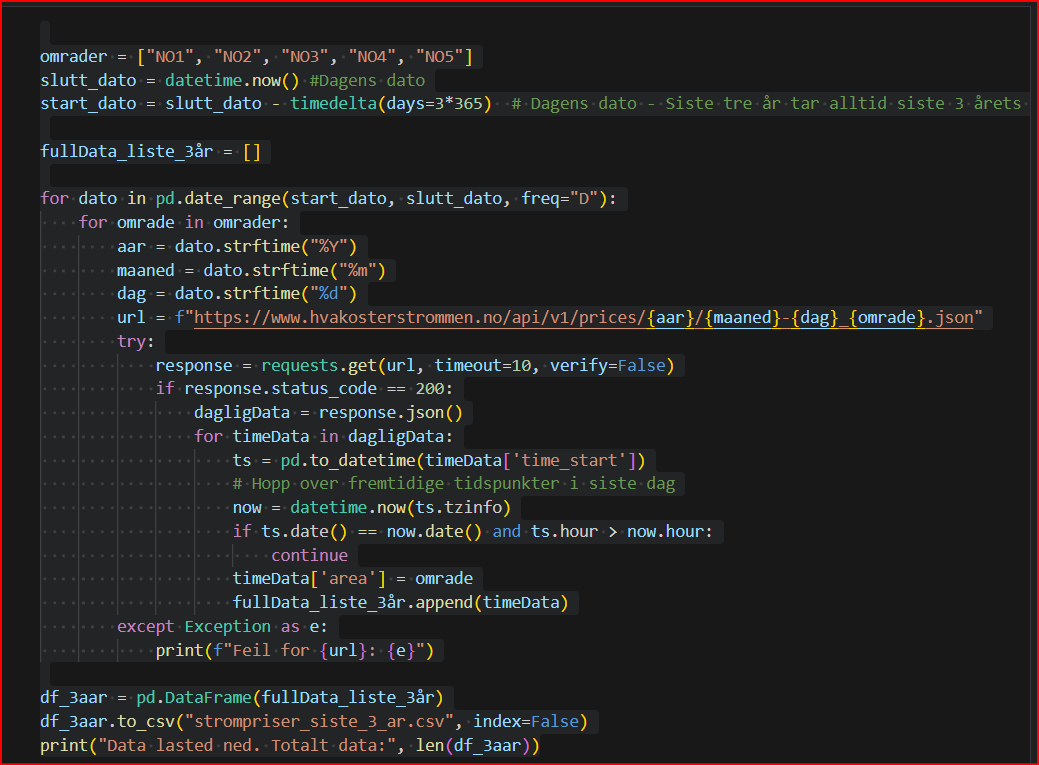 omrader = ["NO1", "NO2", "NO3", "NO4", "NO5"]
slutt_dato = datetime.now() #Dagens dato
start_dato = slutt_dato - timedelta(days=3*365)  # Dagens dato - Siste tre år tar alltid siste 3 årets
fullData_liste_3år = []
for dato in pd.date_range(start_dato, slutt_dato, freq="D"):
    for omrade in omrader:
        aar = dato.strftime("%Y")
        maaned = dato.strftime("%m")
        dag = dato.strftime("%d")
        url = f"https://www.hvakosterstrommen.no/api/v1/prices/{aar}/{maaned}-{dag}_{omrade}.json"
        try:
            response = requests.get(url, timeout=10, verify=False)
            if response.status_code == 200:
                dagligData = response.json()
                for timeData in dagligData:
                    ts = pd.to_datetime(timeData['time_start'])
                    # Hopp over fremtidige tidspunkter i siste dag
                    now = datetime.now(ts.tzinfo)
                    if ts.date() == now.date() and ts.hour > now.hour:
                        continue
                    timeData['area'] = omrade
                    fullData_liste_3år.append(timeData)
        except Exception as e:
            print(f"Feil for {url}: {e}")
df_3aar = pd.DataFrame(fullData_liste_3år)
df_3aar.to_csv("strompriser_siste_3_ar.csv", index=False)
print("Data lasted ned. Totalt data:", len(df_3aar))